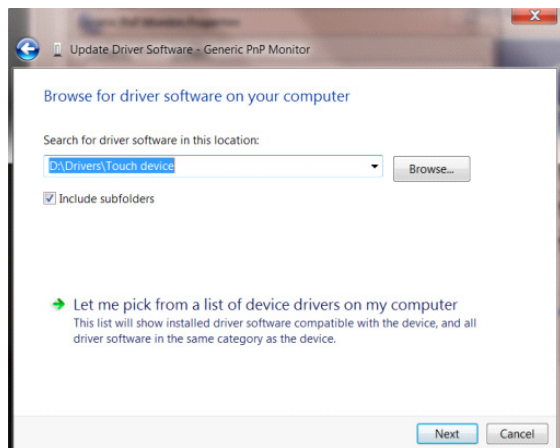 Update Driver Software - Generic PnP Monitor
Browse for driver software on your computer
Search for driver software in this location:
D:\Drivers\Touch device
Browse...
Include subfolders
Let me pick from a list of device drivers on my computer
This list will show installed driver software compatible with the device, and all
driver software in the same category as the device.
Next
Cancel